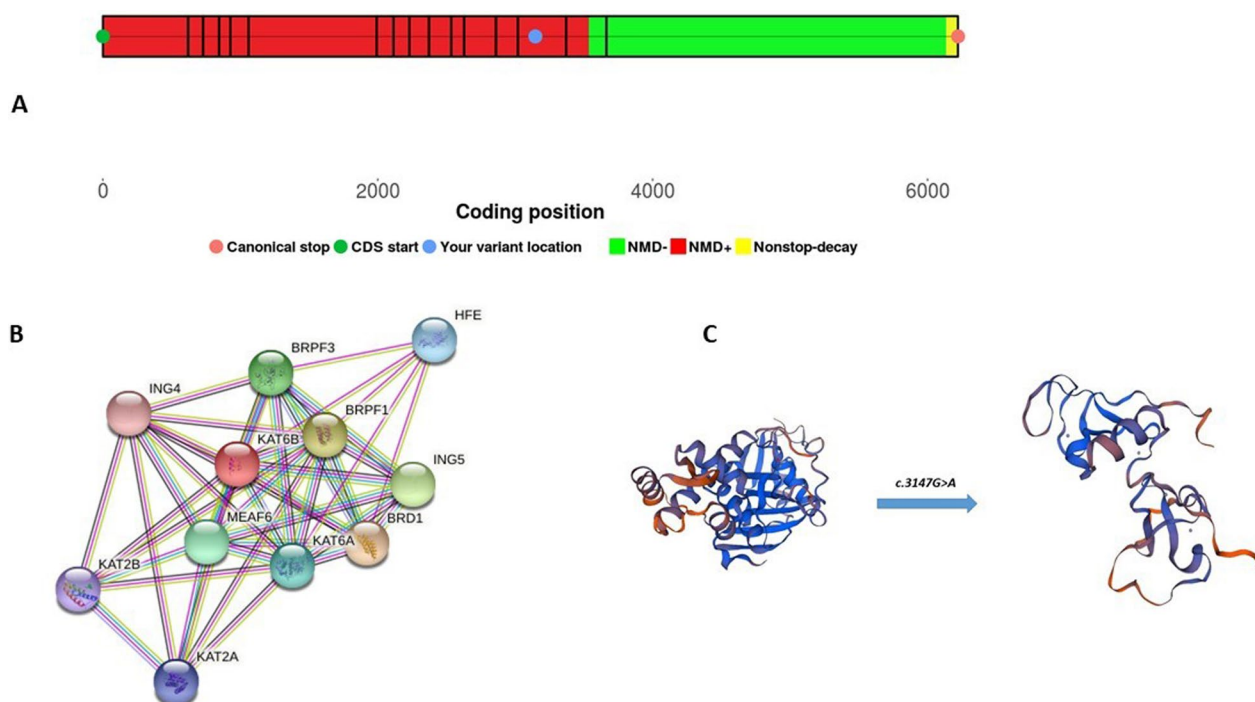 A
0 2000 4000 6000
Coding position
Canonical stop CDS start Your variant location NMD- NMD+ Nonstop-decay
B
C
HFE
BRPF3
ING4
BRPF1
KAT6B
ING5
MEAF6
BRD1
KAT6A
KAT2B
KAT2A
c.3147G>A